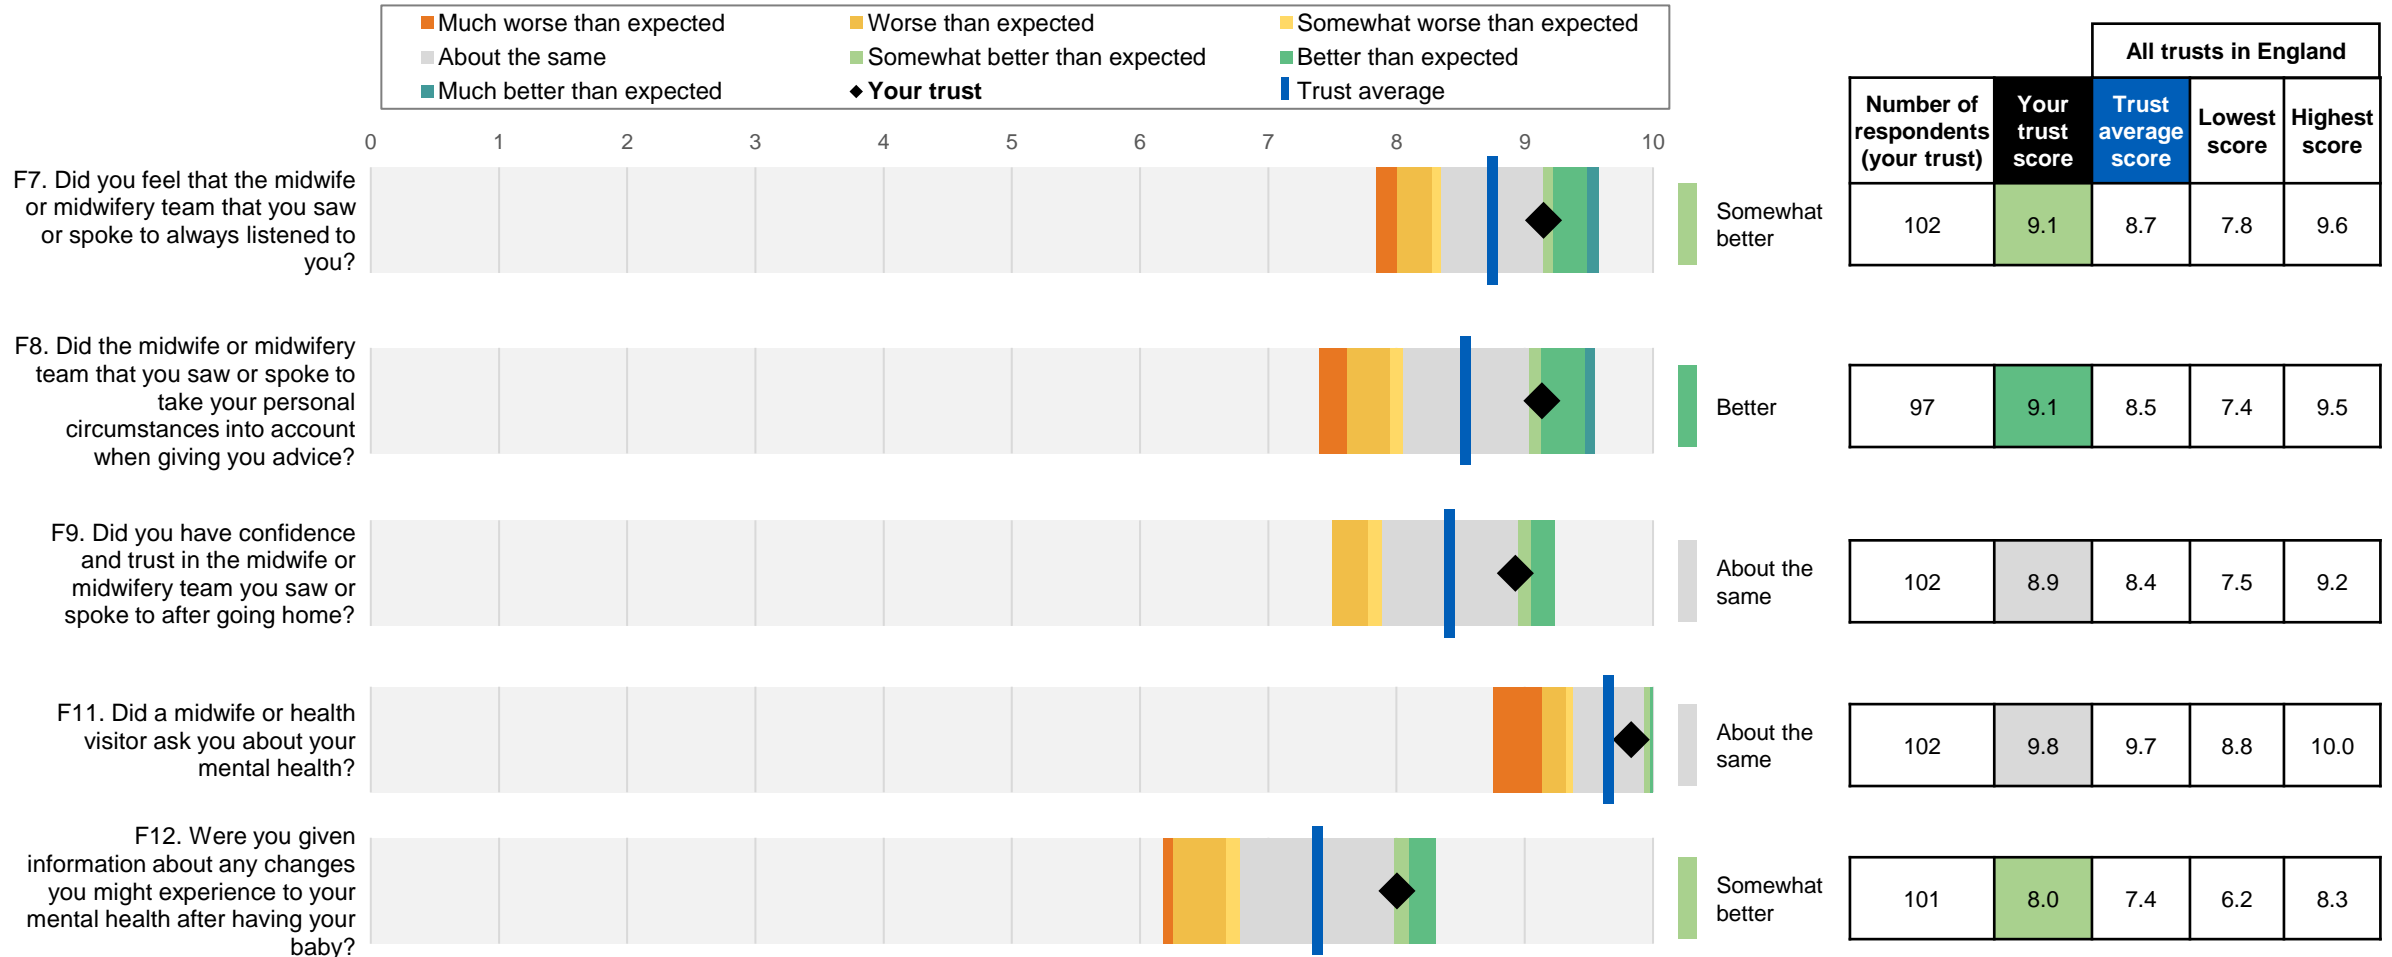 Much worse than expected
Worse than expected
Somewhat worse than expected
About the same
Somewhat better than expected
Better than expected
Much better than expected
Your trust
Trust average
All trusts in England
Number of
respondents
(your trust)
Your
trust
score
Trust
average
score
Lowest
score
Highest
score
0 1 2 3 4 5 6 7 8 9 10
F7. Did you feel that the midwife
or midwifery team that you saw
or spoke to always listened to
you?
Somewhat
better
102 9.1 8.7 7.8 9.6
F8. Did the midwife or midwifery
team that you saw or spoke to
take your personal
circumstances into account
when giving you advice?
Better
97 9.1 8.5 7.4 9.5
F9. Did you have confidence
and trust in the midwife or
midwifery team you saw or
spoke to after going home?
About the
same
102 8.9 8.4 7.5 9.2
F11. Did a midwife or health
visitor ask you about your
mental health?
About the
same
102 9.8 9.7 8.8 10.0
F12. Were you given
information about any changes
you might experience to your
mental health after having your
baby?
Somewhat
better
101 8.0 7.4 6.2 8.3